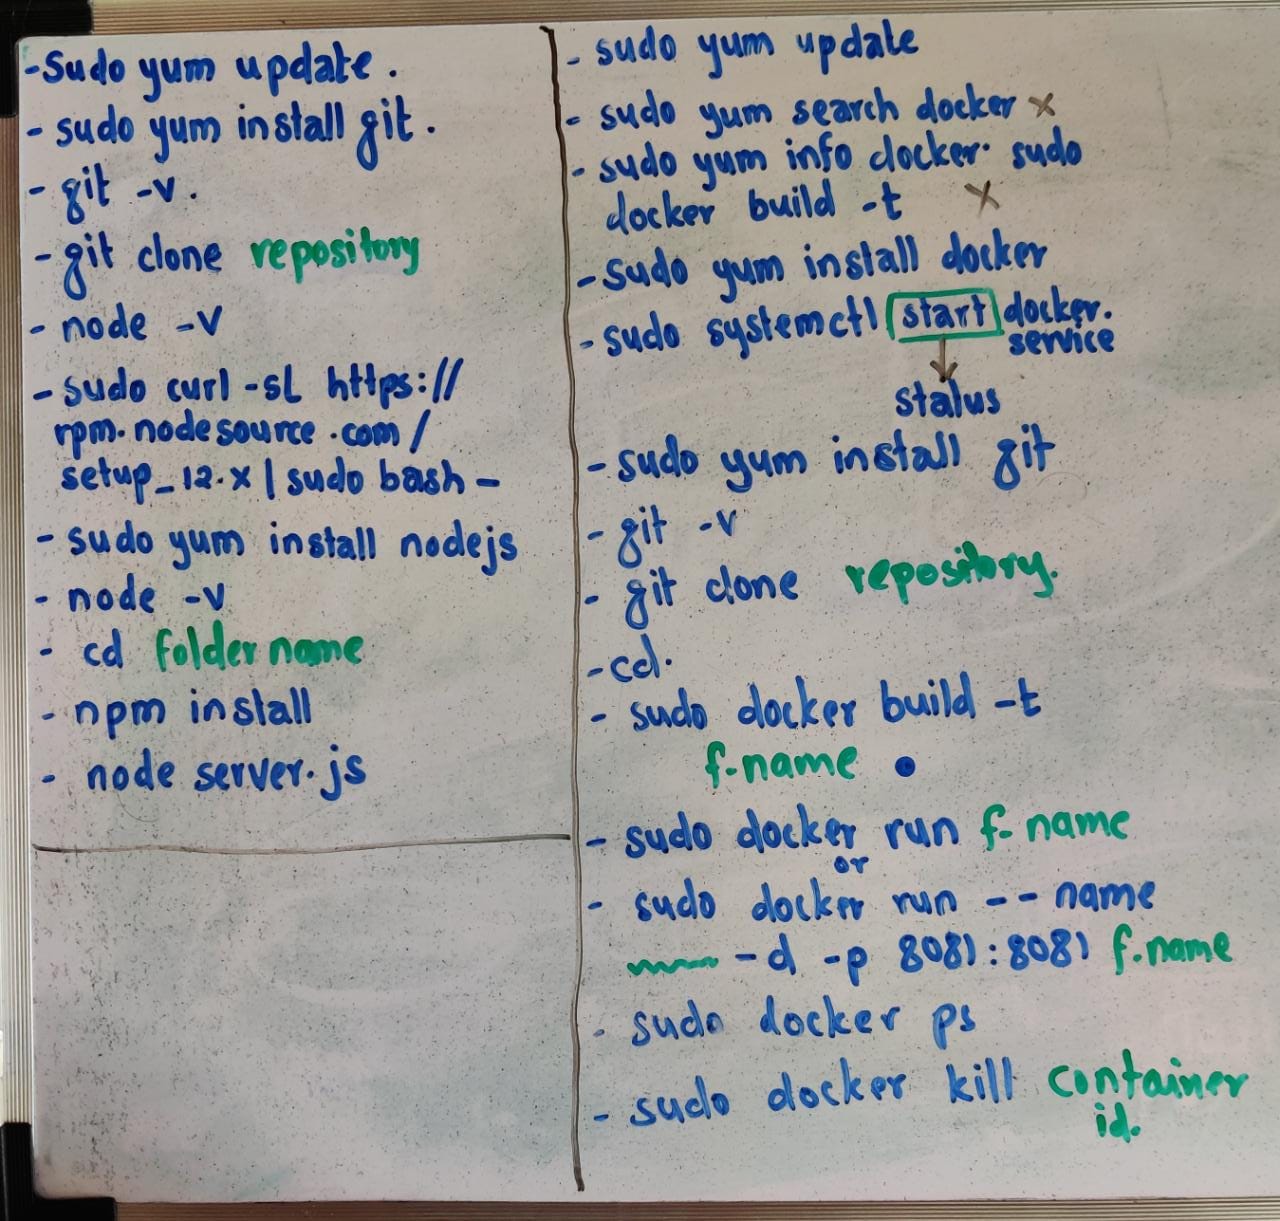 - Sudo yum update.
- sudo yum install git.
- git -v.
- git clone repository
- node -v
- sudo curl -sL https://
rpm.nodesource.com/
setup_12.x | sudo bash -
- sudo yum install nodejs
- node -v
- cd folder name
- npm install
- node server.js
- sudo yum update
- sudo yum search docker x
- sudo yum info docker. sudo
docker build -t x
- sudo yum install docker
- sudo systemctl start docker.
service
status
- sudo yum install git
- git -v
- git clone repository.
- cd.
- sudo docker build -t
f.name .
- sudo docker run f-name
or
- sudo docker run -- name
-d -p 8081:8081 f.name
- sudo docker ps
- sudo docker kill container
id.